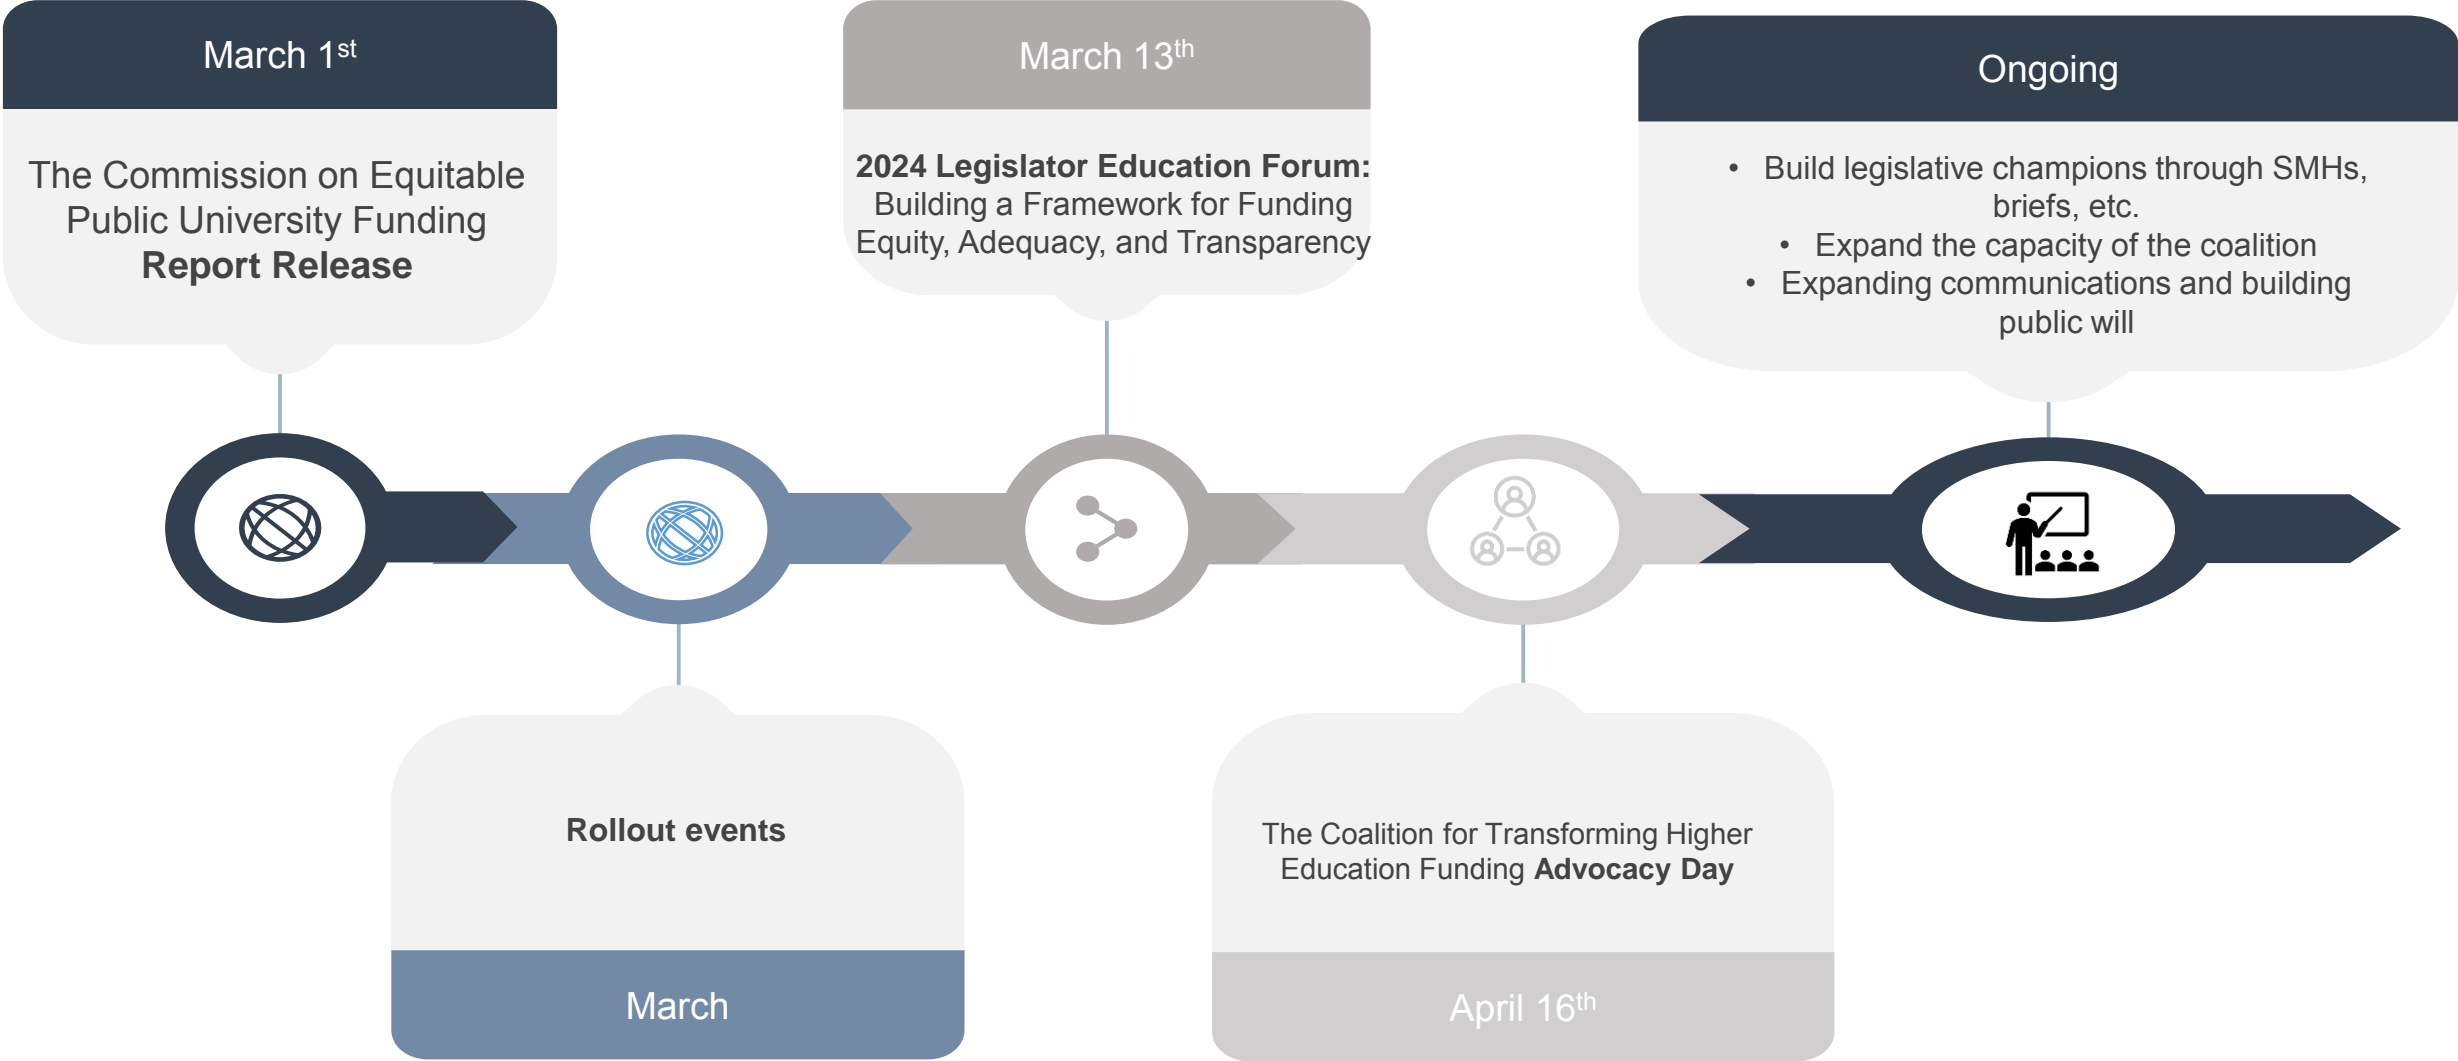 March 1st
The Commission on Equitable
Public University Funding
Report Release
March 13th
2024 Legislator Education Forum:
Building a Framework for Funding
Equity, Adequacy, and Transparency
Ongoing
• Build legislative champions through SMHs,
briefs, etc.
• Expand the capacity of the coalition
• Expanding communications and building
public will
Rollout events
March
The Coalition for Transforming Higher
Education Funding Advocacy Day
April 16th